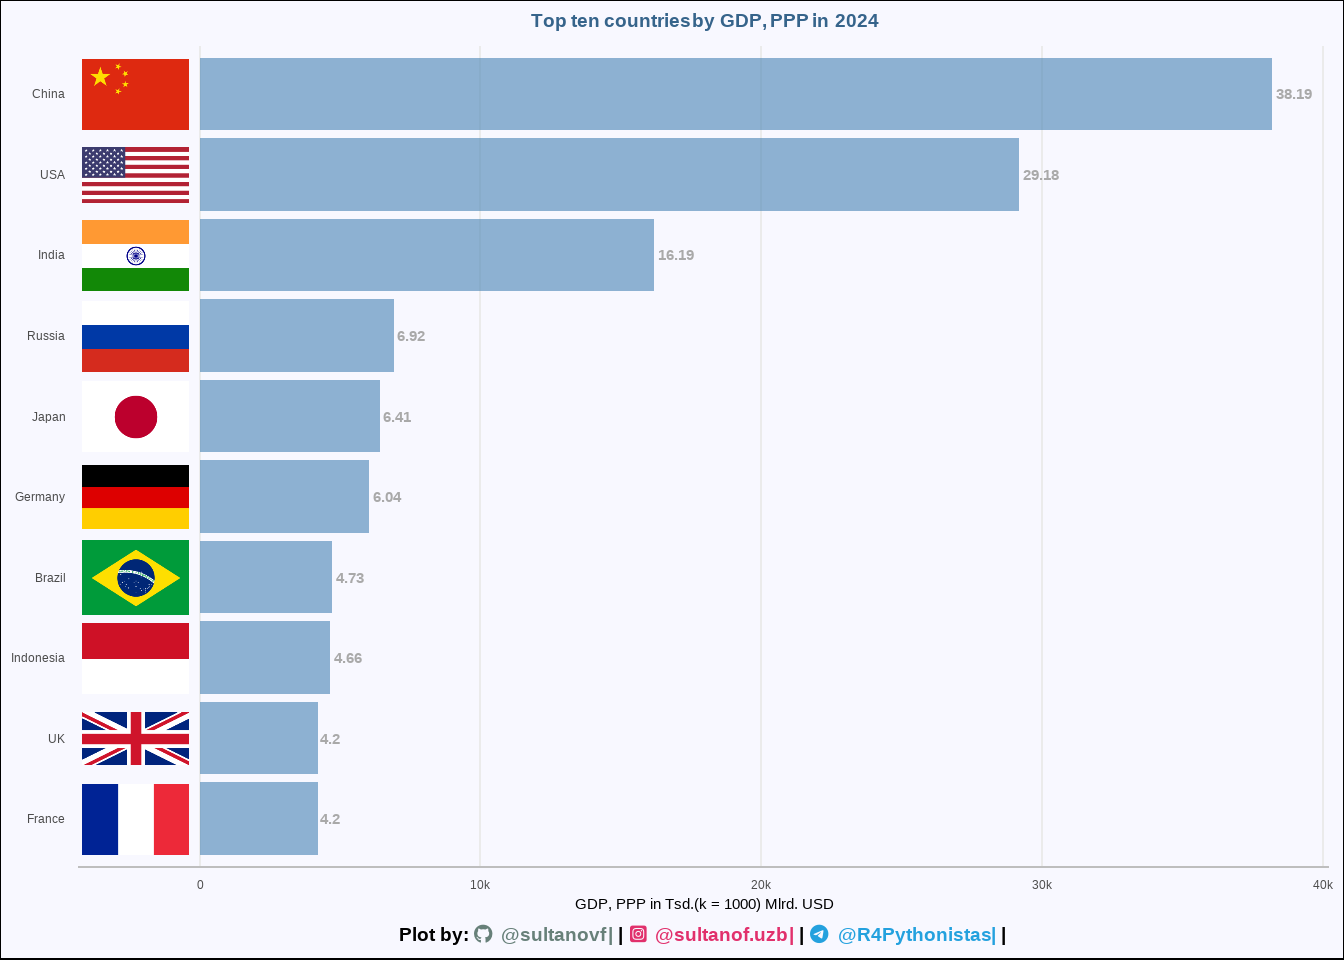 Top ten countries by GDP, PPP in 2024
China 38.19
USA 29.18
India 16.19
Russia 6.92
Japan 6.41
Germany 6.04
Brazil 4.73
Indonesia 4.66
UK 4.2
France 4.2
0 10k 20k 30k 40k
GDP, PPP in Tsd.(k = 1000) Mlrd. USD
Plot by: @sultanovf| | @sultanof.uzb| | @R4Pythonistas| |